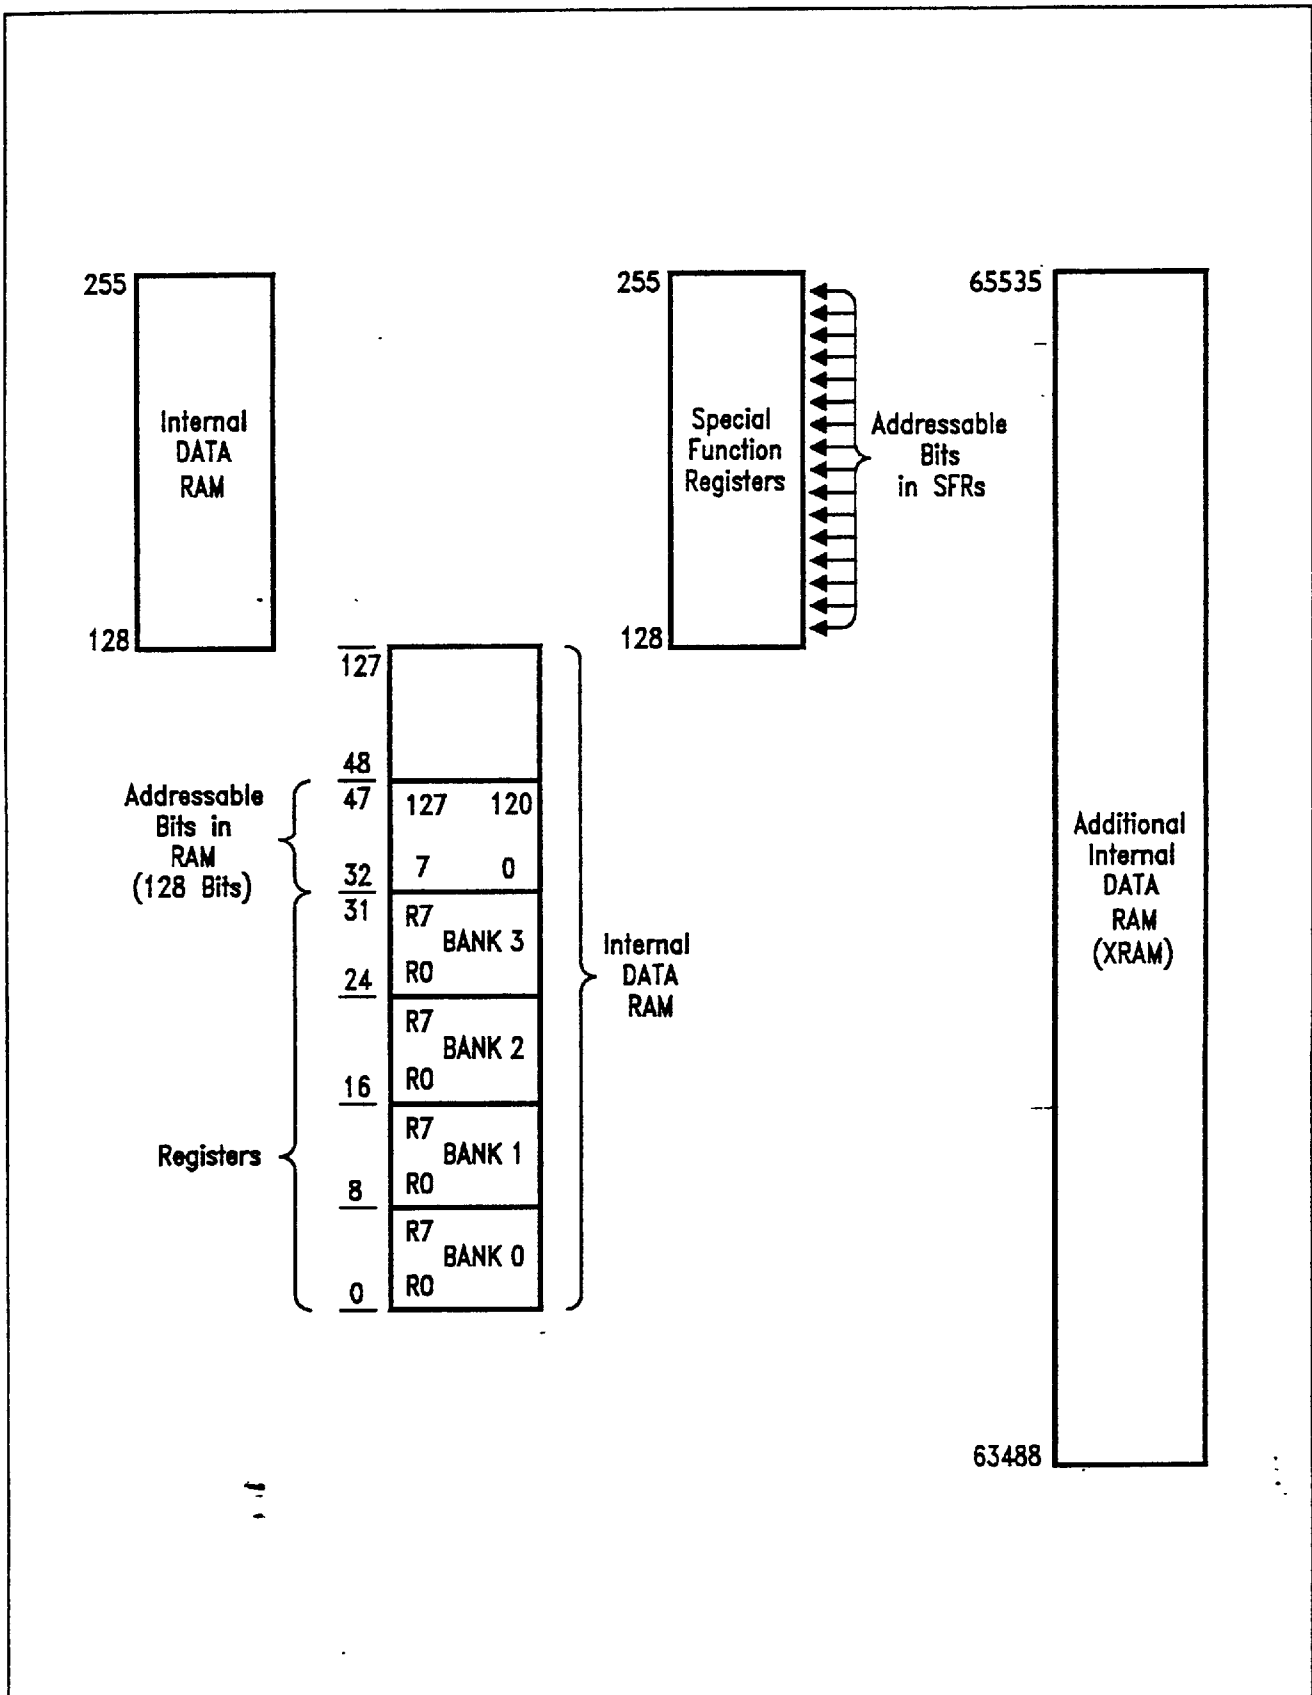 255
Internal
DATA
RAM
128
255
Special
Function
Registers
128
Addressable
Bits
in SFRs
65535
Additional
Internal
DATA
RAM
(XRAM)
63488
127
48
Addressable
Bits in
RAM
(128 Bits)
47
127 120
7 0
32
31
R7
BANK 3
R0
24
R7
BANK 2
R0
16
Registers
R7
BANK 1
R0
8
R7
BANK 0
R0
0
Internal
DATA
RAM